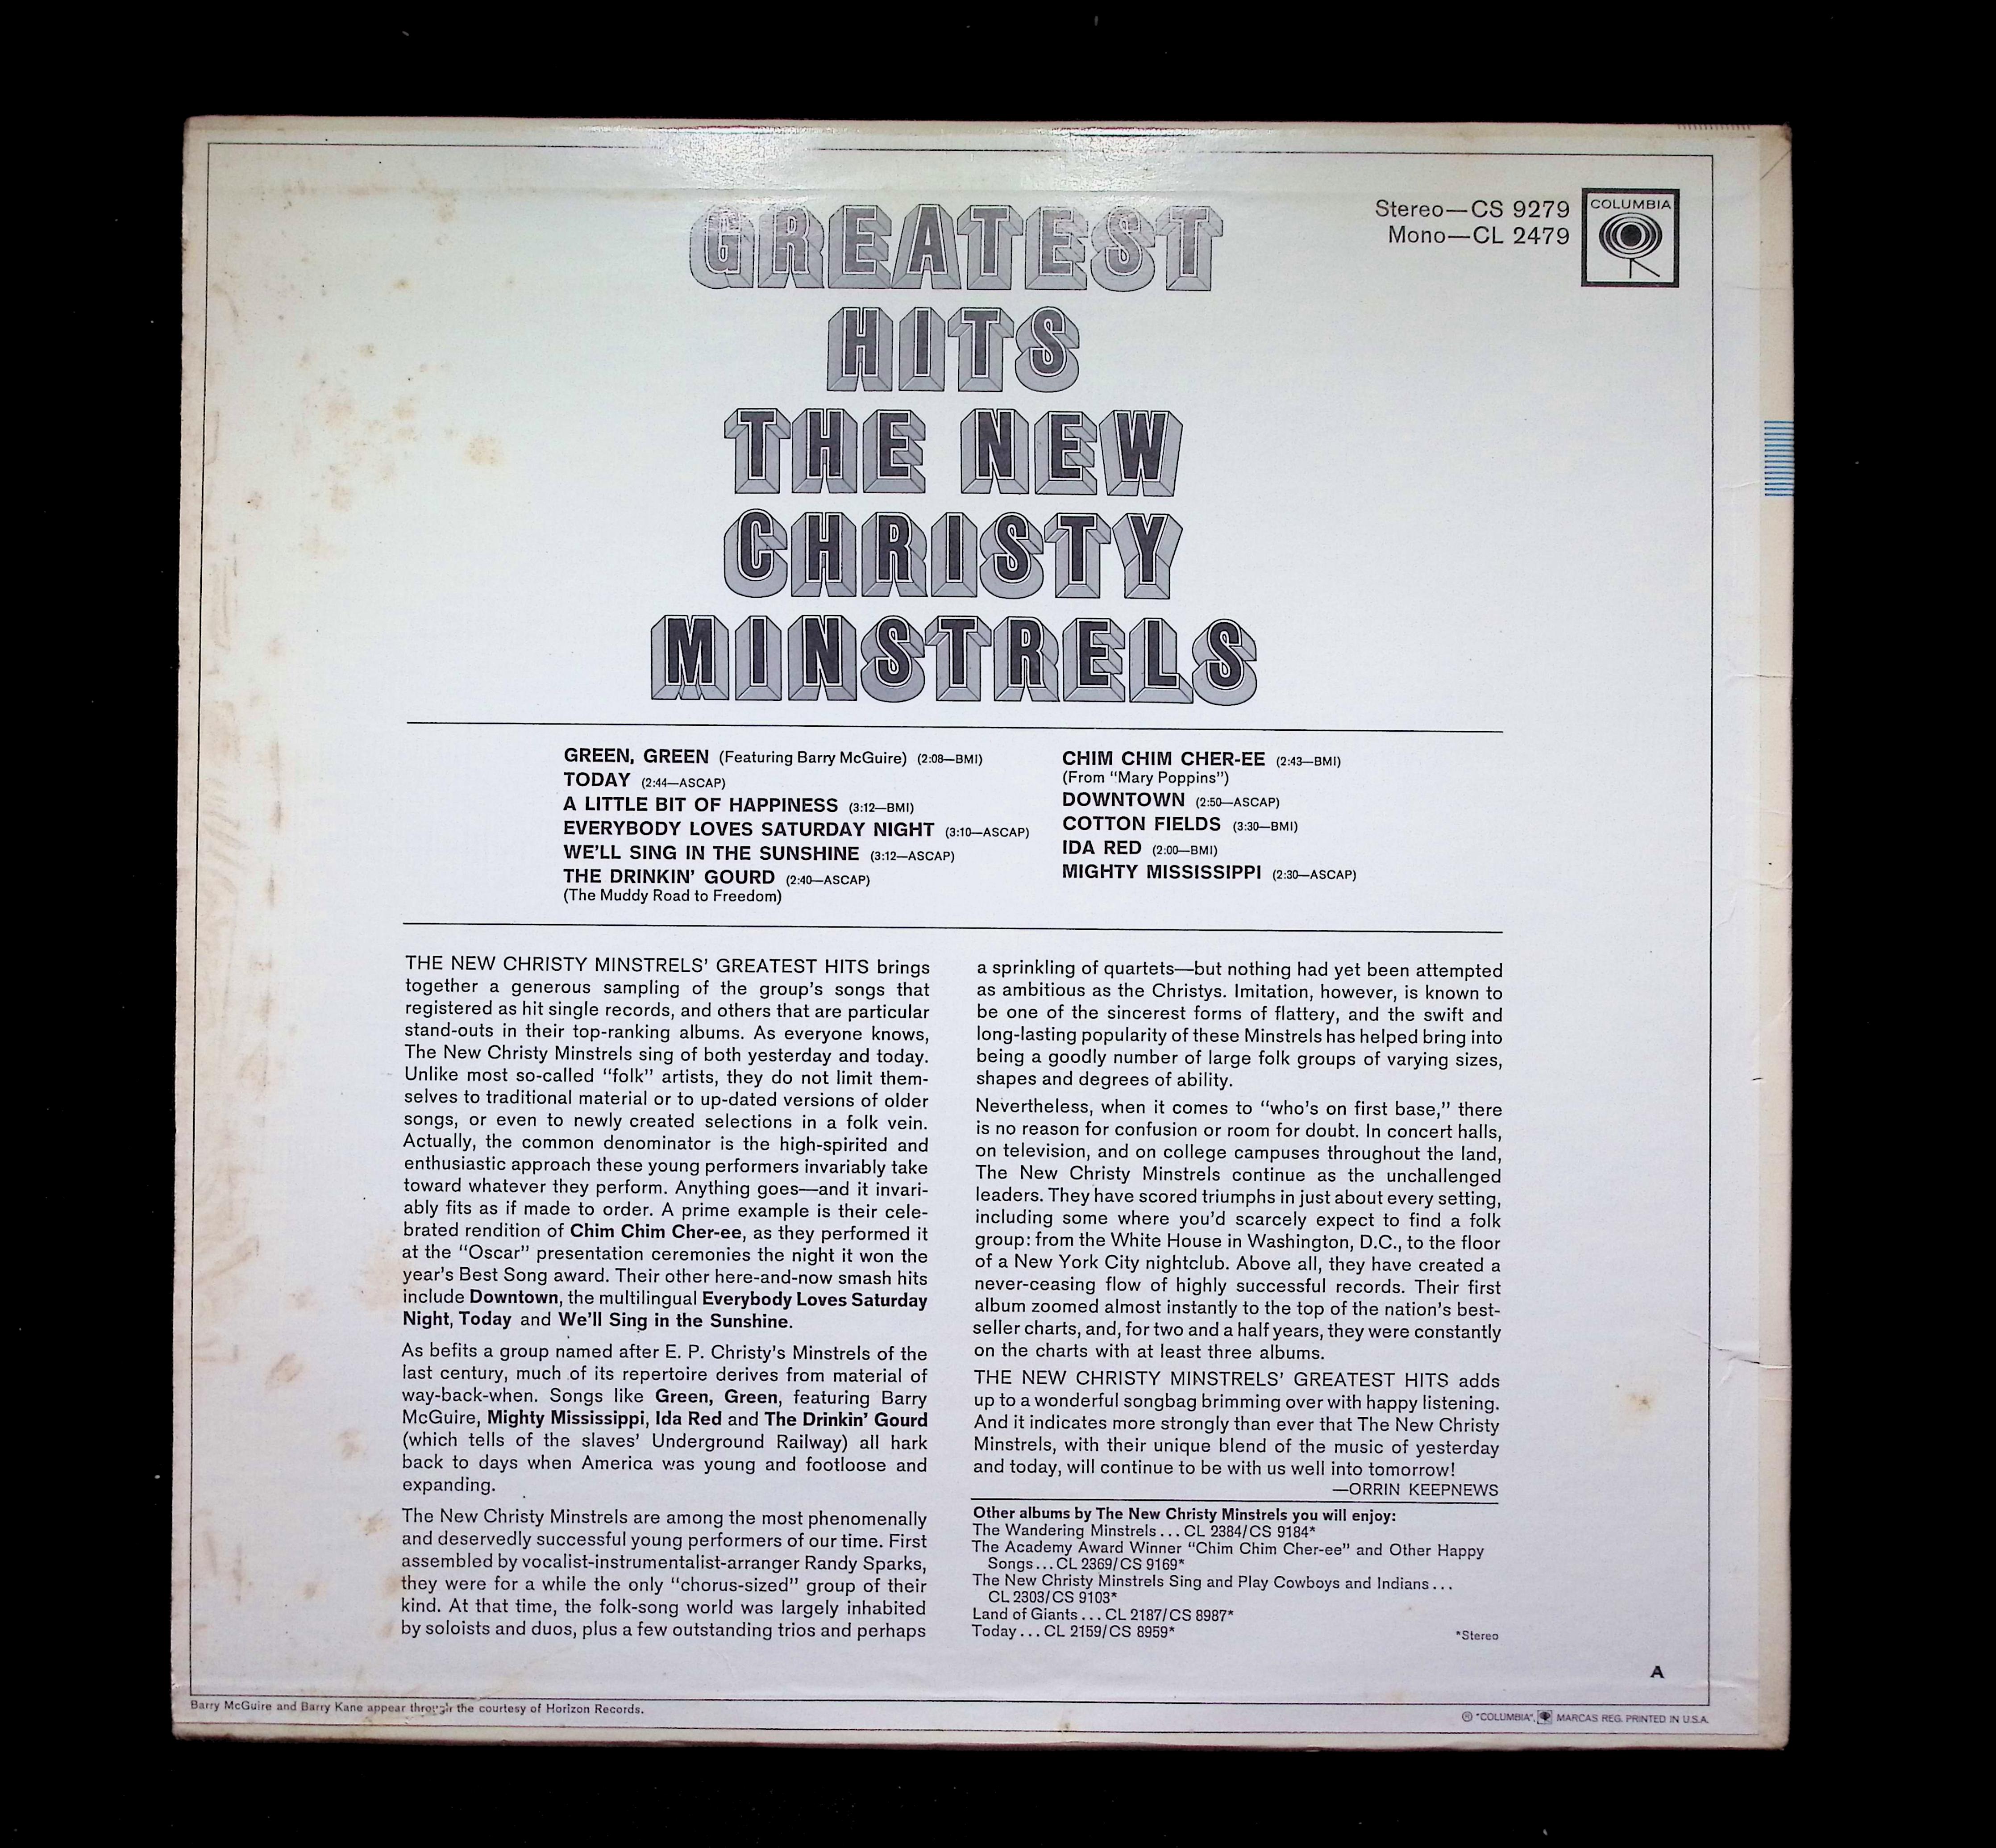 GREATEST
HITS
THE NEW
CHRISTY
MINSTRELS
Stereo—CS 9279
Mono—CL 2479
COLUMBIA
GREEN, GREEN (Featuring Barry McGuire) (2:08—BMI)
TODAY (2:44—ASCAP)
A LITTLE BIT OF HAPPINESS (3:12—BMI)
EVERYBODY LOVES SATURDAY NIGHT (3:10—ASCAP)
WE'LL SING IN THE SUNSHINE (3:12—ASCAP)
THE DRINKIN' GOURD (2:40—ASCAP)
(The Muddy Road to Freedom)
CHIM CHIM CHER-EE (2:43—BMI)
(From "Mary Poppins")
DOWNTOWN (2:50—ASCAP)
COTTON FIELDS (3:30—BMI)
IDA RED (2:00—BMI)
MIGHTY MISSISSIPPI (2:30—ASCAP)
THE NEW CHRISTY MINSTRELS' GREATEST HITS brings
together a generous sampling of the group's songs that
registered as hit single records, and others that are particular
stand-outs in their top-ranking albums. As everyone knows,
The New Christy Minstrels sing of both yesterday and today.
Unlike most so-called "folk" artists, they do not limit them-
selves to traditional material or to up-dated versions of older
songs, or even to newly created selections in a folk vein.
Actually, the common denominator is the high-spirited and
enthusiastic approach these young performers invariably take
toward whatever they perform. Anything goes—and it invari-
ably fits as if made to order. A prime example is their cele-
brated rendition of Chim Chim Cher-ee, as they performed it
at the "Oscar" presentation ceremonies the night it won the
year's Best Song award. Their other here-and-now smash hits
include Downtown, the multilingual Everybody Loves Saturday
Night, Today and We'll Sing in the Sunshine.
As befits a group named after E. P. Christy's Minstrels of the
last century, much of its repertoire derives from material of
way-back-when. Songs like Green, Green, featuring Barry
McGuire, Mighty Mississippi, Ida Red and The Drinkin' Gourd
(which tells of the slaves' Underground Railway) all hark
back to days when America was young and footloose and
expanding.
The New Christy Minstrels are among the most phenomenally
and deservedly successful young performers of our time. First
assembled by vocalist-instrumentalist-arranger Randy Sparks,
they were for a while the only "chorus-sized" group of their
kind. At that time, the folk-song world was largely inhabited
by soloists and duos, plus a few outstanding trios and perhaps
a sprinkling of quartets—but nothing had yet been attempted
as ambitious as the Christys. Imitation, however, is known to
be one of the sincerest forms of flattery, and the swift and
long-lasting popularity of these Minstrels has helped bring into
being a goodly number of large folk groups of varying sizes,
shapes and degrees of ability.
Nevertheless, when it comes to "who's on first base," there
is no reason for confusion or room for doubt. In concert halls,
on television, and on college campuses throughout the land,
The New Christy Minstrels continue as the unchallenged
leaders. They have scored triumphs in just about every setting,
including some where you'd scarcely expect to find a folk
group: from the White House in Washington, D.C., to the floor
of a New York City nightclub. Above all, they have created a
never-ceasing flow of highly successful records. Their first
album zoomed almost instantly to the top of the nation's best-
seller charts, and, for two and a half years, they were constantly
on the charts with at least three albums.
THE NEW CHRISTY MINSTRELS' GREATEST HITS adds
up to a wonderful songbag brimming over with happy listening.
And it indicates more strongly than ever that The New Christy
Minstrels, with their unique blend of the music of yesterday
and today, will continue to be with us well into tomorrow!
—ORRIN KEEPNEWS
Other albums by The New Christy Minstrels you will enjoy:
The Wandering Minstrels...CL 2384/CS 9184*
The Academy Award Winner "Chim Chim Cher-ee" and Other Happy
Songs...CL 2369/CS 9169*
The New Christy Minstrels Sing and Play Cowboys and Indians...
CL 2303/CS 9103*
Land of Giants...CL 2187/CS 8987*
Today...CL 2159/CS 8959*
*Stereo
A
Barry McGuire and Barry Kane appear through the courtesy of Horizon Records.
® "COLUMBIA", MARCAS REG. PRINTED IN U.S.A.